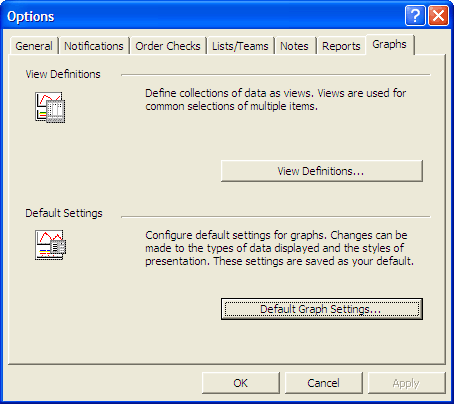 Options
General Notifications Order Checks Lists/Teams Notes Reports Graphs
View Definitions
Define collections of data as views. Views are used for
common selections of multiple items.
View Definitions...
Default Settings
Configure default settings for graphs. Changes can be
made to the types of data displayed and the styles of
presentation. These settings are saved as your default.
Default Graph Settings...
OK Cancel Apply